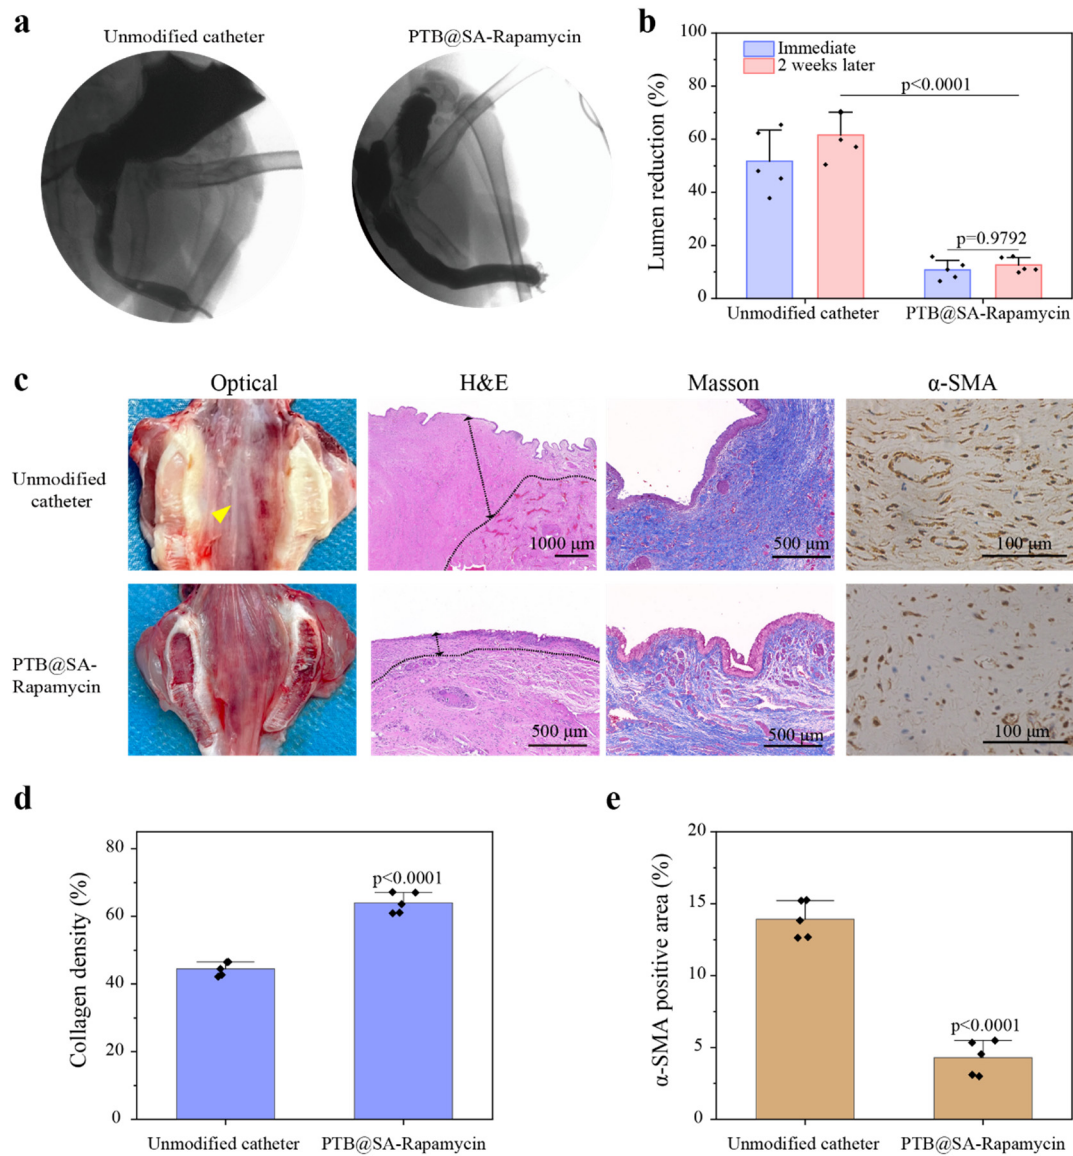 a
Unmodified catheter
PTB@SA-Rapamycin
b
Lumen reduction (%)
100
80
60
40
20
0
Immediate
2 weeks later
p<0.0001
p=0.9792
Unmodified catheter
PTB@SA-Rapamycin
c
Optical
H&E
Masson
α-SMA
Unmodified
catheter
1000 μm
500 μm
100 μm
PTB@SA-
Rapamycin
500 μm
500 μm
100 μm
d
Collagen density (%)
80
60
40
20
0
p<0.0001
Unmodified catheter
PTB@SA-Rapamycin
e
α-SMA positive area (%)
20
15
10
5
0
p<0.0001
Unmodified catheter
PTB@SA-Rapamycin